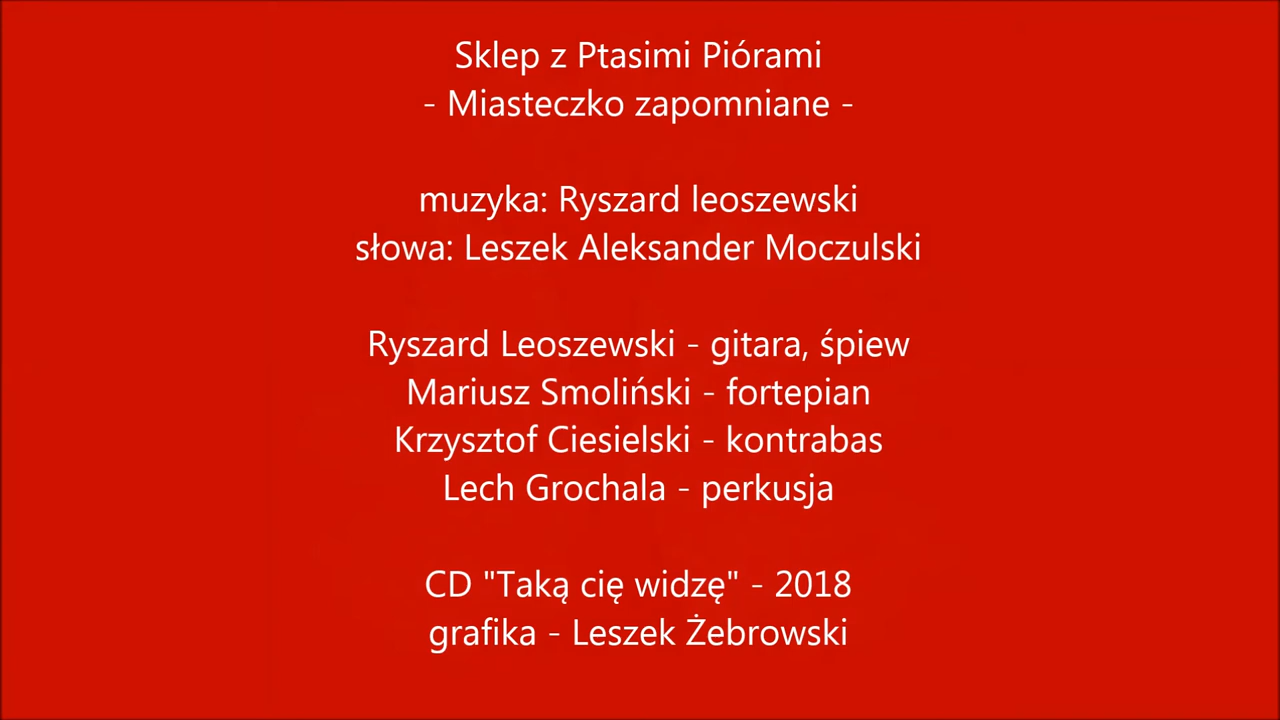 Sklep z Ptasimi Piórami
- Miasteczko zapomniane -
muzyka: Ryszard leoszewski
słowa: Leszek Aleksander Moczulski
Ryszard Leoszewski - gitara, śpiew
Mariusz Smoliński - fortepian
Krzysztof Ciesielski - kontrabas
Lech Grochala - perkusja
CD "Taką cię widzę" - 2018
grafika - Leszek Żebrowski